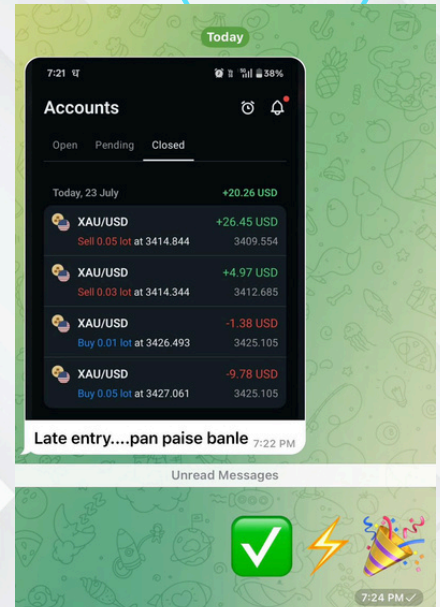 Today
7:21 ч 38%
Accounts
Open Pending Closed
Today, 23 July +20.26 USD
XAU/USD +26.45 USD
Sell 0.05 lot at 3414.844 3409.554
XAU/USD +4.97 USD
Sell 0.03 lot at 3414.344 3412.685
XAU/USD -1.38 USD
Buy 0.01 lot at 3426.493 3425.105
XAU/USD -9.78 USD
Buy 0.05 lot at 3427.061 3425.105
Late entry....pan paise banle 7:22 PM
Unread Messages
7:24 PM